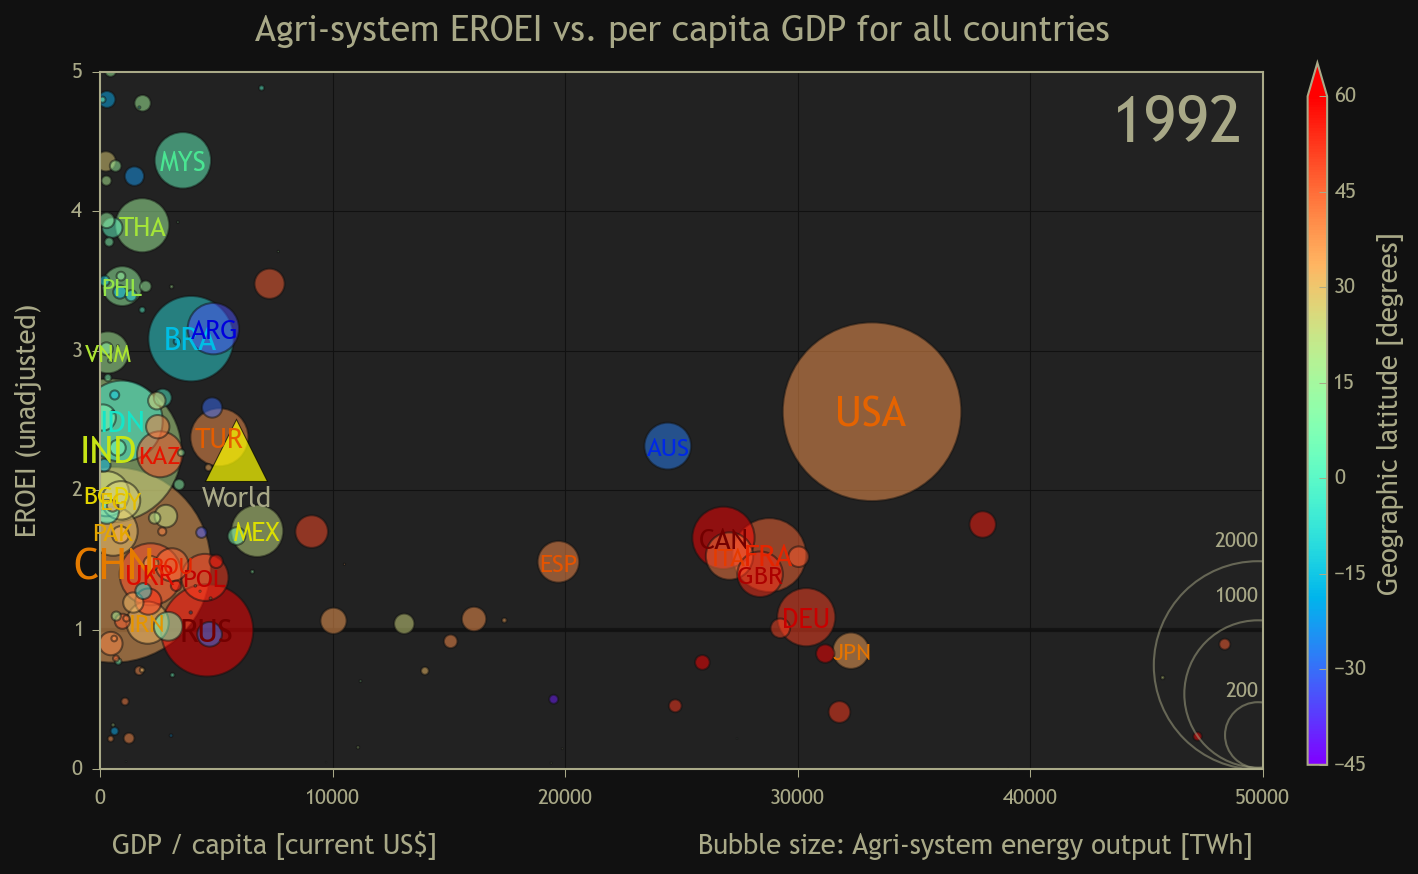 Agri-system EROEI vs. per capita GDP for all countries
1992
EROEI (unadjusted)
5
4
3
2
1
0
MYS
THA
PHL
BRA
ARG
VNM
USA
IDN
TUR
IND
KAZ
AUS
World
PAK
MEX
CAN
FRA
CHN
ESP
UKR
POL
GBR
IRN
RUS
DEU
JPN
2000
1000
200
0
10000
20000
30000
40000
50000
GDP / capita [current US$]
Bubble size: Agri-system energy output [TWh]
60
45
30
15
0
−15
−30
−45
Geographic latitude [degrees]